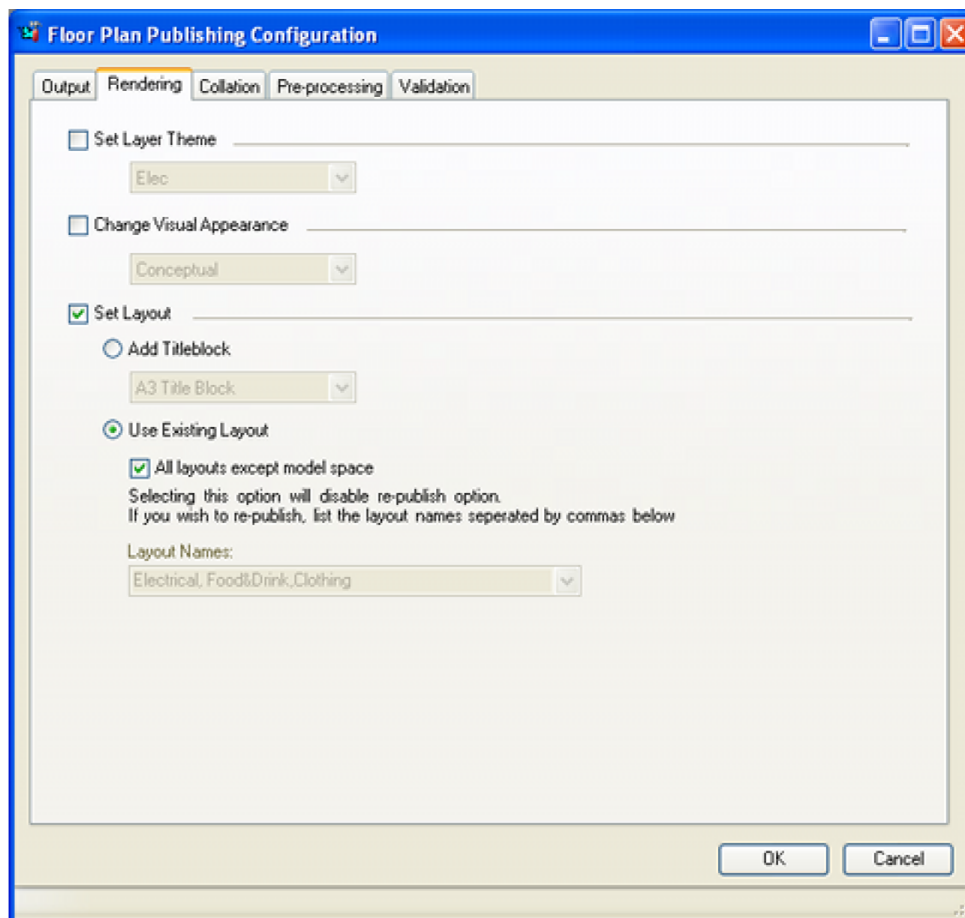 Floor Plan Publishing Configuration
Output Rendering Collation Pre-processing Validation
Set Layer Theme
Elec
Change Visual Appearance
Conceptual
Set Layout
Add Titleblock
A3 Title Block
Use Existing Layout
All layouts except model space
Selecting this option will disable re-publish option.
If you wish to re-publish, list the layout names seperated by commas below
Layout Names:
Electrical, Food&Drink,Clothing
OK Cancel